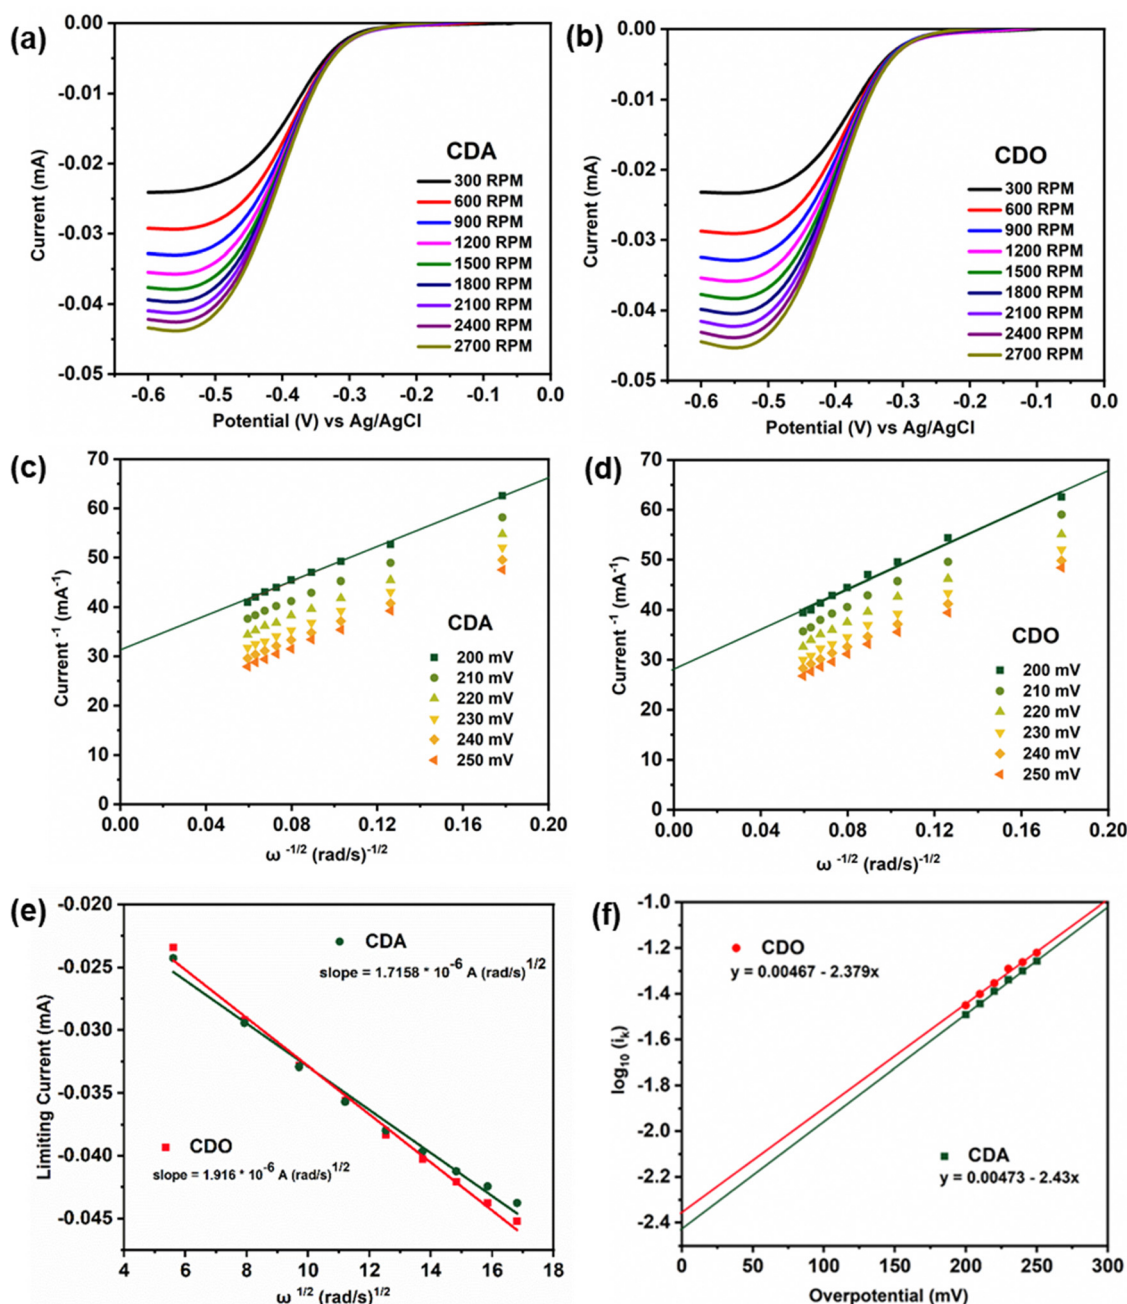 (a)
0.00
-0.01
-0.02
-0.03
-0.04
-0.05
Current (mA)
CDA
300 RPM
600 RPM
900 RPM
1200 RPM
1500 RPM
1800 RPM
2100 RPM
2400 RPM
2700 RPM
-0.6 -0.5 -0.4 -0.3 -0.2 -0.1 0.0
Potential (V) vs Ag/AgCl
(b)
0.00
-0.01
-0.02
-0.03
-0.04
-0.05
Current (mA)
CDO
300 RPM
600 RPM
900 RPM
1200 RPM
1500 RPM
1800 RPM
2100 RPM
2400 RPM
2700 RPM
-0.6 -0.5 -0.4 -0.3 -0.2 -0.1 0.0
Potential (V) vs Ag/AgCl
(c)
70
60
50
40
30
20
10
0
Current ⁻¹ (mA⁻¹)
CDA
200 mV
210 mV
220 mV
230 mV
240 mV
250 mV
0.00 0.04 0.08 0.12 0.16 0.20
ω ⁻¹/² (rad/s)⁻¹/²
(d)
70
60
50
40
30
20
10
0
Current ⁻¹ (mA⁻¹)
CDO
200 mV
210 mV
220 mV
230 mV
240 mV
250 mV
0.00 0.04 0.08 0.12 0.16 0.20
ω ⁻¹/² (rad/s)⁻¹/²
(e)
-0.020
-0.025
-0.030
-0.035
-0.040
-0.045
Limiting Current (mA)
CDA
slope = 1.7158 * 10⁻⁶ A (rad/s)¹/²
CDO
slope = 1.916 * 10⁻⁶ A (rad/s)¹/²
4 6 8 10 12 14 16 18
ω ¹/² (rad/s)¹/²
(f)
-1.0
-1.2
-1.4
-1.6
-1.8
-2.0
-2.2
-2.4
log₁₀ (iₖ)
CDO
y = 0.00467 - 2.379x
CDA
y = 0.00473 - 2.43x
0 50 100 150 200 250 300
Overpotential (mV)